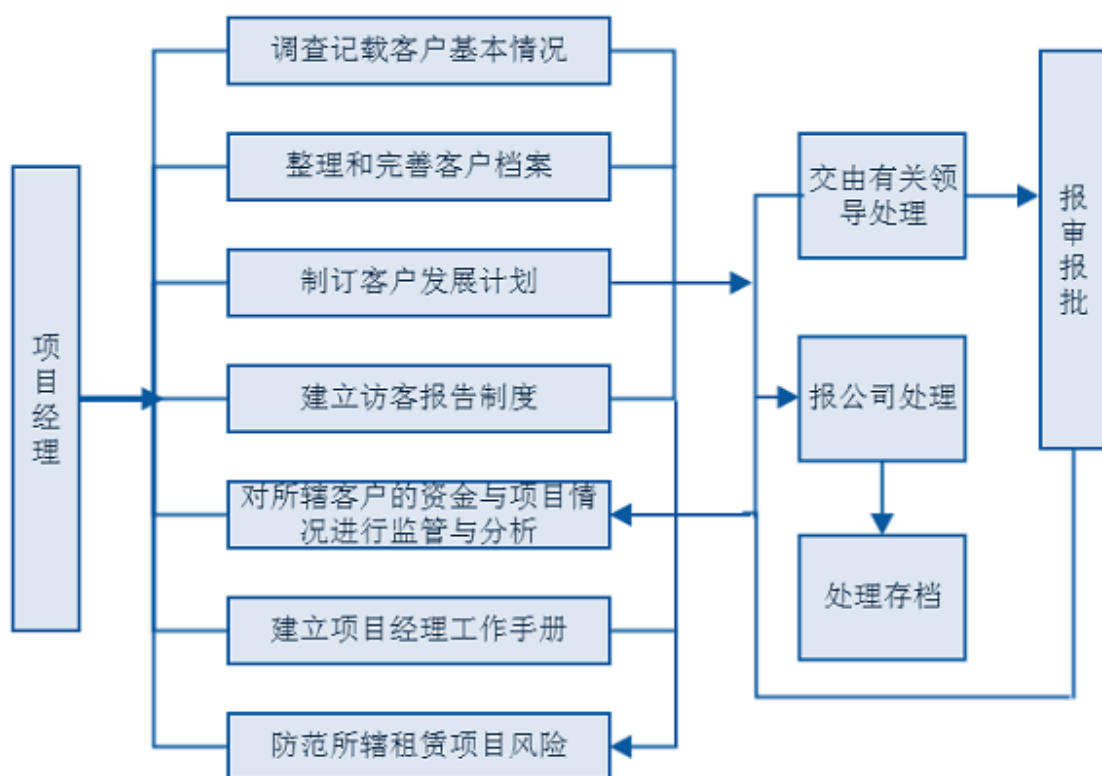 项目经理
调查记载客户基本情况
整理和完善客户档案
制订客户发展计划
建立访客报告制度
对所辖客户的资金与项目情
况进行监管与分析
建立项目经理工作手册
防范所辖租赁项目风险
交由有关领
导处理
报公司处理
处理存档
报审报批